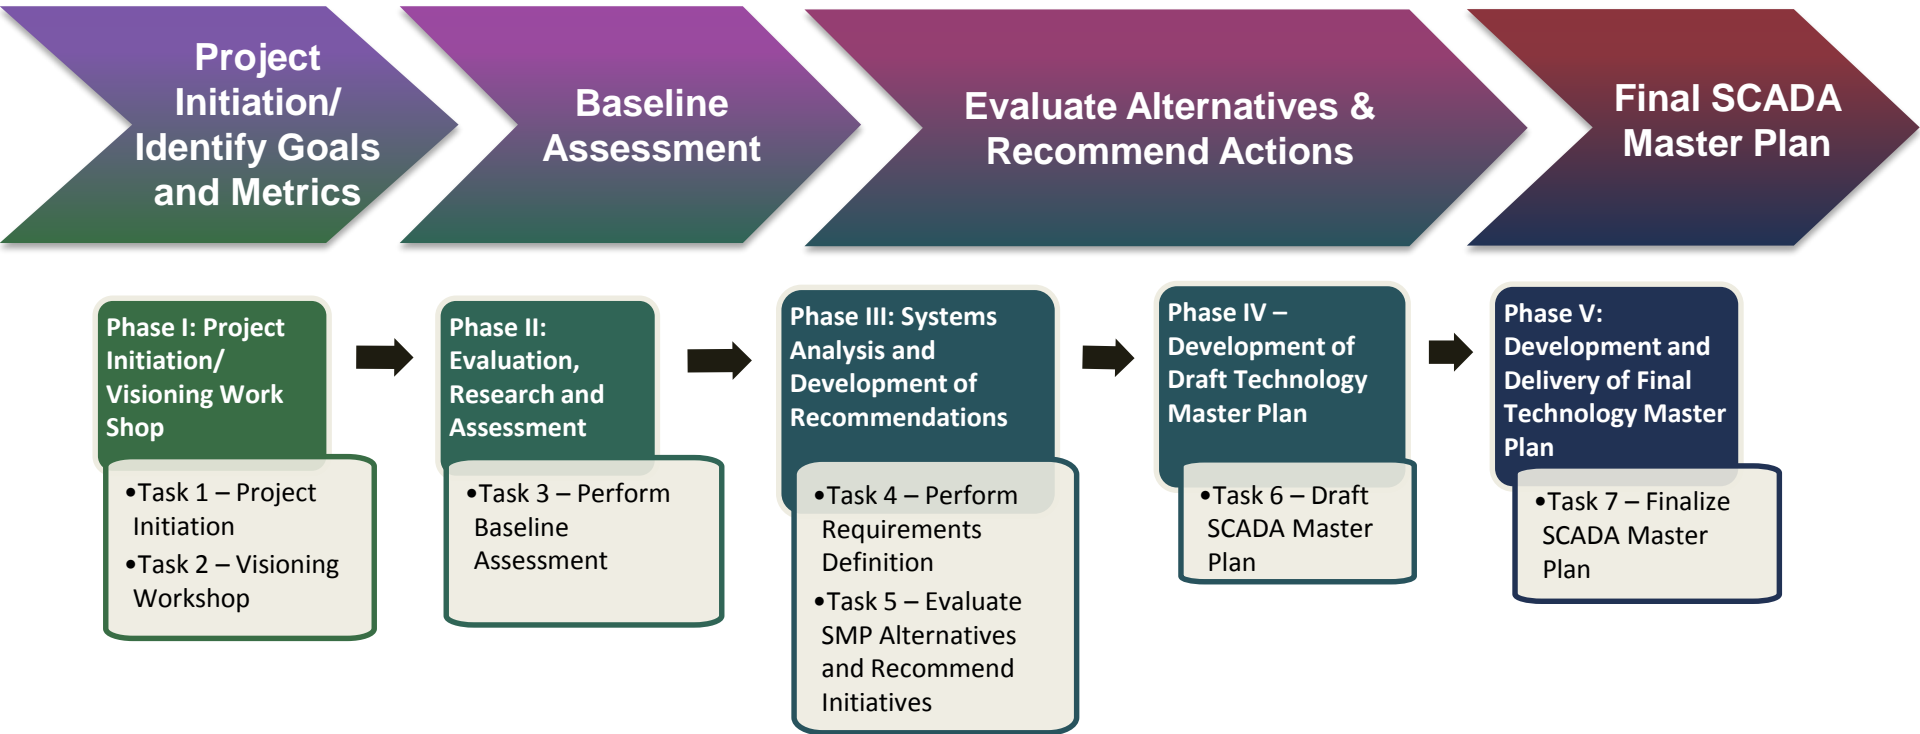 Project
Initiation/
Identify Goals
and Metrics
Baseline
Assessment
Evaluate Alternatives &
Recommend Actions
Final SCADA
Master Plan
Phase I: Project
Initiation/
Visioning Work
Shop
•Task 1 – Project
Initiation
•Task 2 – Visioning
Workshop
Phase II:
Evaluation,
Research and
Assessment
•Task 3 – Perform
Baseline
Assessment
Phase III: Systems
Analysis and
Development of
Recommendations
•Task 4 – Perform
Requirements
Definition
•Task 5 – Evaluate
SMP Alternatives
and Recommend
Initiatives
Phase IV –
Development of
Draft Technology
Master Plan
•Task 6 – Draft
SCADA Master
Plan
Phase V:
Development and
Delivery of Final
Technology Master
Plan
•Task 7 – Finalize
SCADA Master
Plan